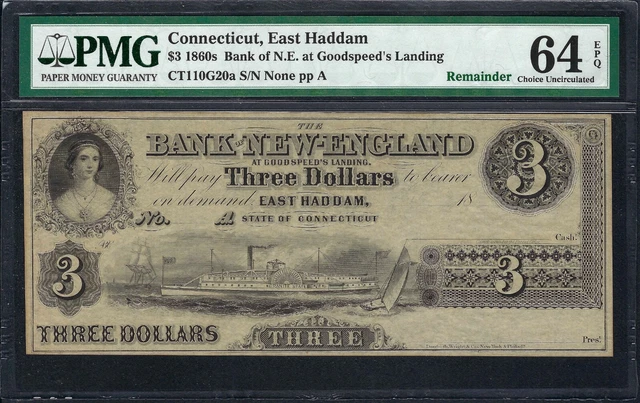 PMG
PAPER MONEY GUARANTY
Connecticut, East Haddam
$3 1860s Bank of N.E. at Goodspeed's Landing
CT110G20a S/N None pp A
Remainder
64 EPQ
Choice Uncirculated
THE
BANK OF NEW-ENGLAND
AT GOODSPEED'S LANDING.
Will pay Three Dollars to bearer
on demand EAST HADDAM, 18
No. A STATE OF CONNECTICUT
3
Cash.
3
3
THREE DOLLARS
THREE
Pres.